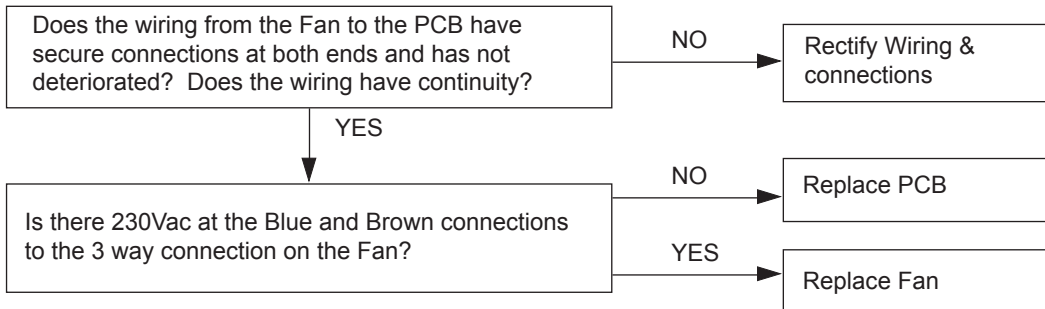 Does the wiring from the Fan to the PCB have
secure connections at both ends and has not
deteriorated?  Does the wiring have continuity?
NO
Rectify Wiring &
connections
YES
Is there 230Vac at the Blue and Brown connections
to the 3 way connection on the Fan?
NO
Replace PCB
YES
Replace Fan